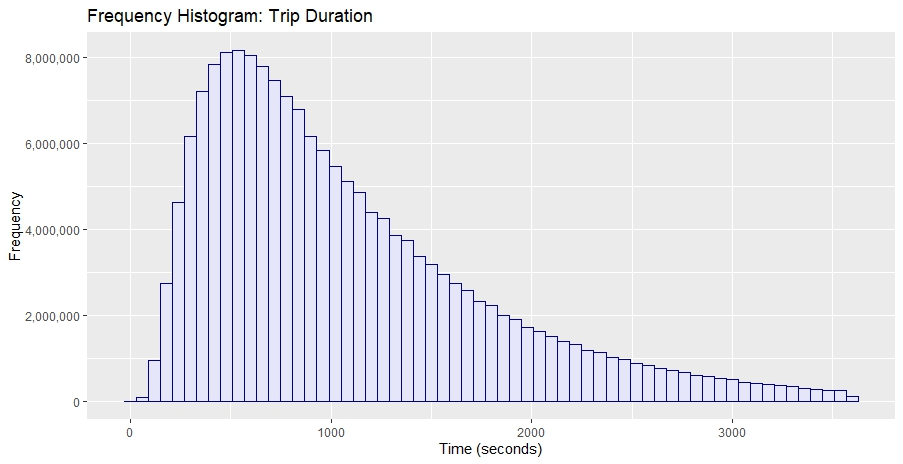 Frequency Histogram: Trip Duration
8,000,000
6,000,000
4,000,000
2,000,000
0
Frequency
0 1000 2000 3000
Time (seconds)